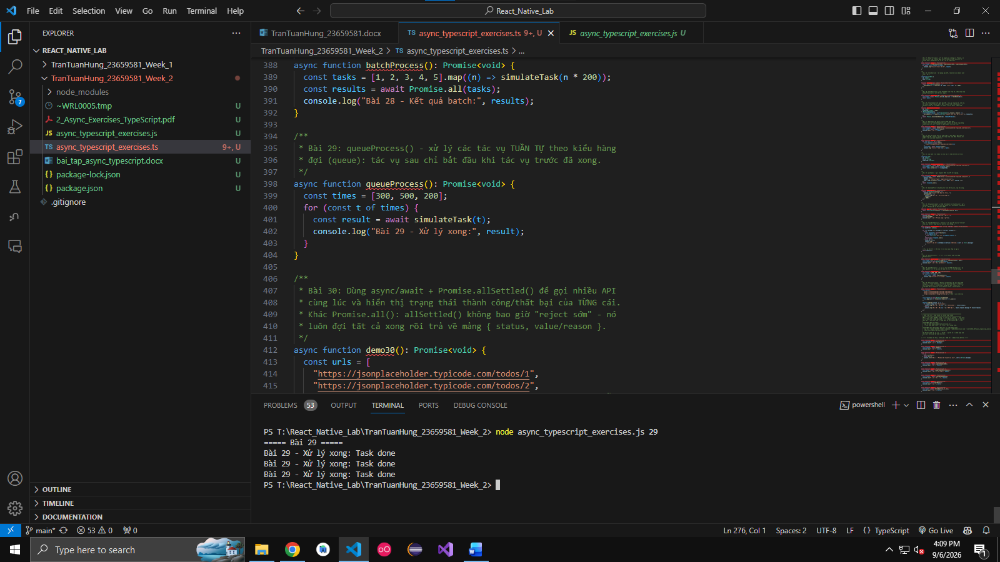 File Edit Selection View Go Run Terminal Help
React_Native_Lab
EXPLORER
REACT_NATIVE_LAB
TranTuanHung_23659581_Week_1
TranTuanHung_23659581_Week_2
node_modules
~WRL0005.tmp U
2_Async_Exercises_TypeScript.pdf U
JS async_typescript_exercises.js U
TS async_typescript_exercises.ts 9+, U
bai_tap_async_typescript.docx U
{} package-lock.json U
{} package.json U
.gitignore
7
OUTLINE
TIMELINE
DOCUMENTATION
TranTuanHung_23659581.docx
TS async_typescript_exercises.ts 9+, U
JS async_typescript_exercises.js U
TranTuanHung_23659581_Week_2 > TS async_typescript_exercises.ts > ...
388 async function batchProcess(): Promise<void> {
389 const tasks = [1, 2, 3, 4, 5].map((n) => simulateTask(n * 200));
390 const results = await Promise.all(tasks);
391 console.log("Bài 28 - Kết quả batch:", results);
392 }
393
394 /**
395 * Bài 29: queueProcess() - xử lý các tác vụ TUẦN TỰ theo kiểu hàng
396 * đợi (queue): tác vụ sau chỉ bắt đầu khi tác vụ trước đã xong.
397 */
398 async function queueProcess(): Promise<void> {
399 const times = [300, 500, 200];
400 for (const t of times) {
401 const result = await simulateTask(t);
402 console.log("Bài 29 - Xử lý xong:", result);
403 }
404 }
405
406 /**
407 * Bài 30: Dùng async/await + Promise.allSettled() để gọi nhiều API
408 * cùng lúc và hiển thị trạng thái thành công/thất bại của TỪNG cái.
409 * Khác Promise.all(): allSettled() không bao giờ "reject sớm" - nó
410 * luôn đợi tất cả xong rồi trả về mảng { status, value/reason }.
411 */
412 async function demo30(): Promise<void> {
413 const urls = [
414 "https://jsonplaceholder.typicode.com/todos/1",
415 "https://jsonplaceholder.typicode.com/todos/2",
PROBLEMS 53 OUTPUT TERMINAL PORTS DEBUG CONSOLE
powershell
PS T:\React_Native_Lab\TranTuanHung_23659581_Week_2> node async_typescript_exercises.js 29
===== Bài 29 =====
Bài 29 - Xử lý xong: Task done
Bài 29 - Xử lý xong: Task done
Bài 29 - Xử lý xong: Task done
PS T:\React_Native_Lab\TranTuanHung_23659581_Week_2>
main* 53 0 0
Ln 276, Col 1 Spaces: 2 UTF-8 LF {} TypeScript Go Live
Type here to search
4:09 PM
9/6/2026
1